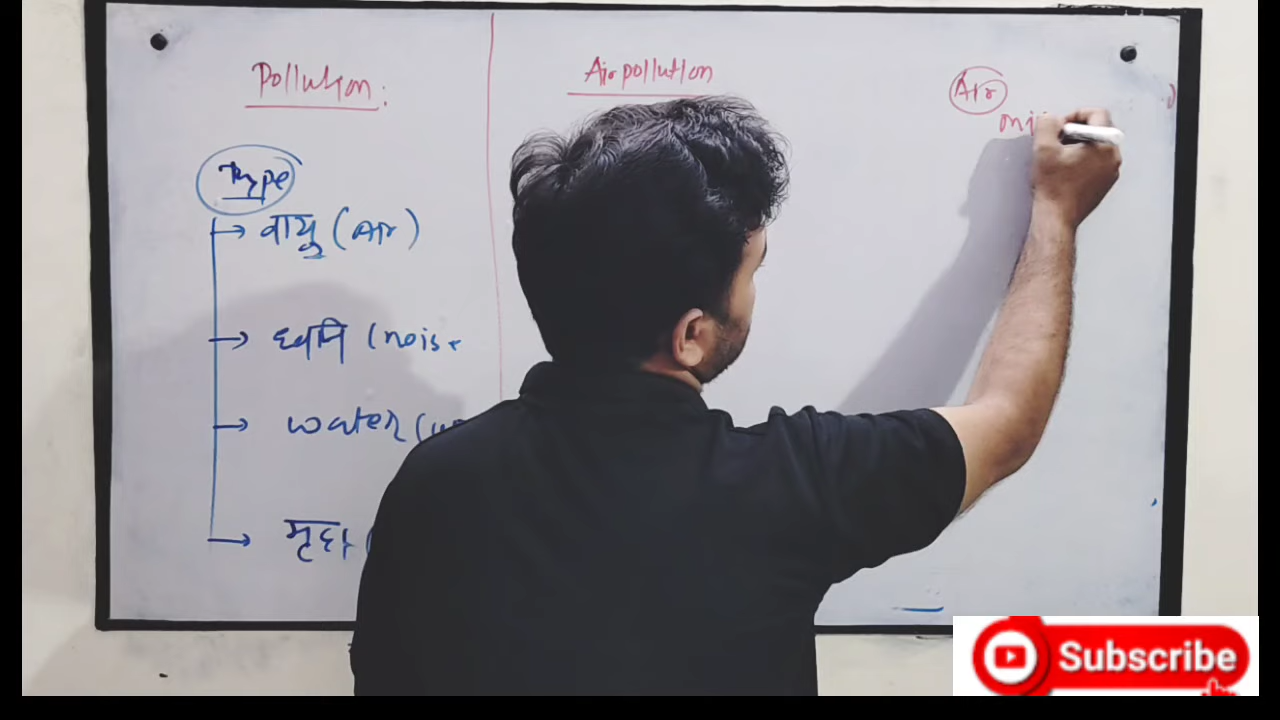 Pollution:
Type
वायु (Air)
ध्वनि (nois
water (
मृदा (
Air pollution
Air
Subscribe